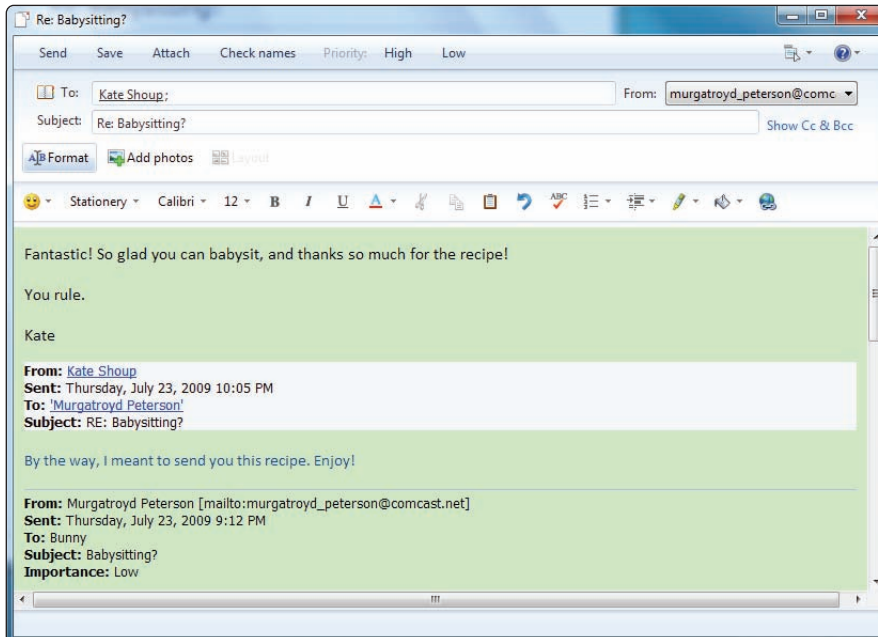 Re: Babysitting?
Send Save Attach Check names Priority: High Low
To: Kate Shoup;
From: murgatroyd_peterson@comc
Subject: Re: Babysitting?
Show Cc & Bcc
Format Add photos Layout
Stationery Calibri 12 B I U A ABC
Fantastic! So glad you can babysit, and thanks so much for the recipe!
You rule.
Kate
From: Kate Shoup
Sent: Thursday, July 23, 2009 10:05 PM
To: 'Murgatroyd Peterson'
Subject: RE: Babysitting?
By the way, I meant to send you this recipe. Enjoy!
From: Murgatroyd Peterson [mailto:murgatroyd_peterson@comcast.net]
Sent: Thursday, July 23, 2009 9:12 PM
To: Bunny
Subject: Babysitting?
Importance: Low